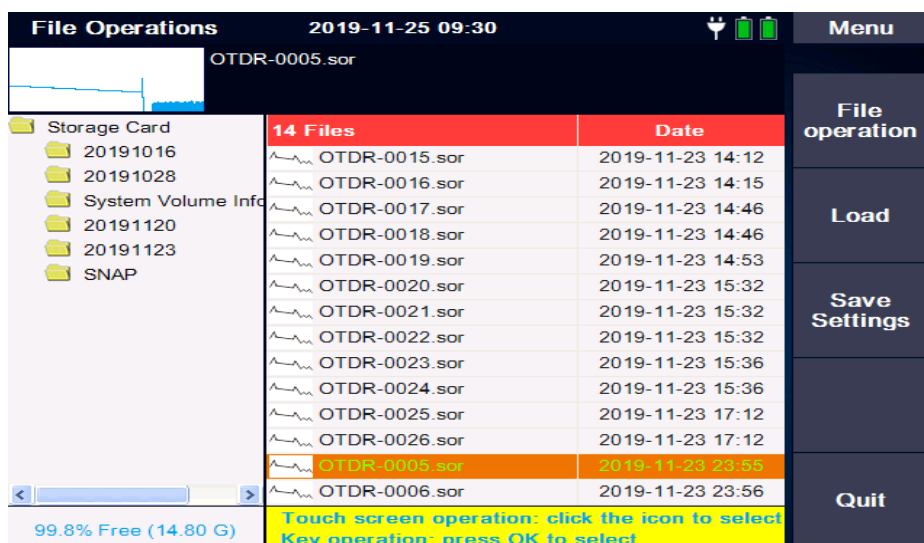 File Operations 2019-11-25 09:30 Menu
OTDR-0005.sor
File
operation
Load
Save
Settings
Quit
Storage Card
20191016
20191028
System Volume Info
20191120
20191123
SNAP
99.8% Free (14.80 G)
14 Files Date
OTDR-0015.sor 2019-11-23 14:12
OTDR-0016.sor 2019-11-23 14:15
OTDR-0017.sor 2019-11-23 14:46
OTDR-0018.sor 2019-11-23 14:46
OTDR-0019.sor 2019-11-23 14:53
OTDR-0020.sor 2019-11-23 15:32
OTDR-0021.sor 2019-11-23 15:32
OTDR-0022.sor 2019-11-23 15:32
OTDR-0023.sor 2019-11-23 15:36
OTDR-0024.sor 2019-11-23 15:36
OTDR-0025.sor 2019-11-23 17:12
OTDR-0026.sor 2019-11-23 17:12
OTDR-0005.sor 2019-11-23 23:55
OTDR-0006.sor 2019-11-23 23:56
Touch screen operation: click the icon to select
Key operation: press OK to select